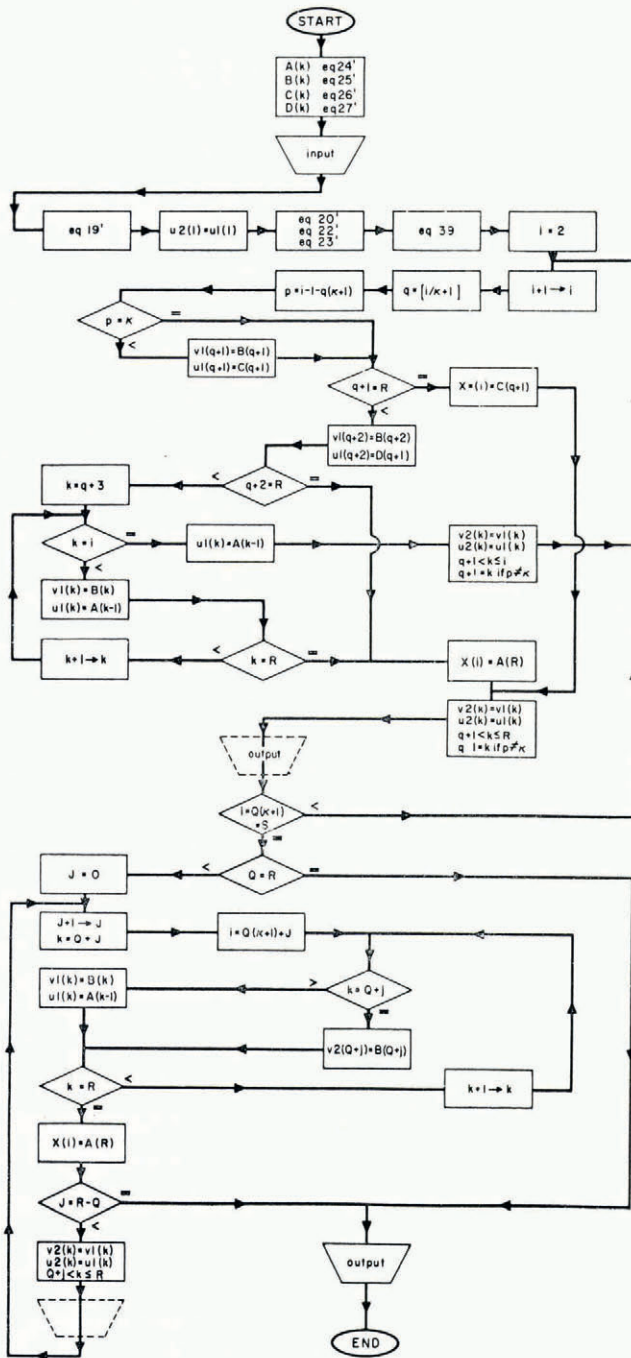 START
A(k) eq24'
B(k) eq25'
C(k) eq26'
D(k) eq27'
input
eq 19'
u2(1)=u1(1)
eq 20'
eq 22'
eq 23'
eq 39
i = 2
p=i-1-q(κ+1)
q=[i/κ+1]
i+1→i
p = κ
=
<
v1(q+1)=B(q+1)
u1(q+1)=C(q+1)
q+1=R
=
X=(i)=C(q+1)
<
v1(q+2)=B(q+2)
u1(q+2)=D(q+1)
k=q+3
<
q+2=R
=
k=i
=
u1(k)=A(k-1)
v2(k)=v1(k)
u2(k)=u1(k)
q+1<k≤i
q+1=k if p≠κ
<
v1(k)=B(k)
u1(k)=A(k-1)
k+1→k
<
k=R
=
X(i)=A(R)
v2(k)=v1(k)
u2(k)=u1(k)
q+1<k≤R
q 1=k if p≠κ
output
i=Q(κ+1)
=S
<
=
J = 0
<
Q=R
=
J+1→J
k=Q+J
i=Q(κ+1)+J
v1(k)=B(k)
u1(k)=A(k-1)
>
k=Q+j
=
v2(Q+j)=B(Q+j)
k = R
<
k+1→k
=
X(i)=A(R)
J=R-Q
=
<
v2(k)=v1(k)
u2(k)=u1(k)
Q+j<k≤R
output
END